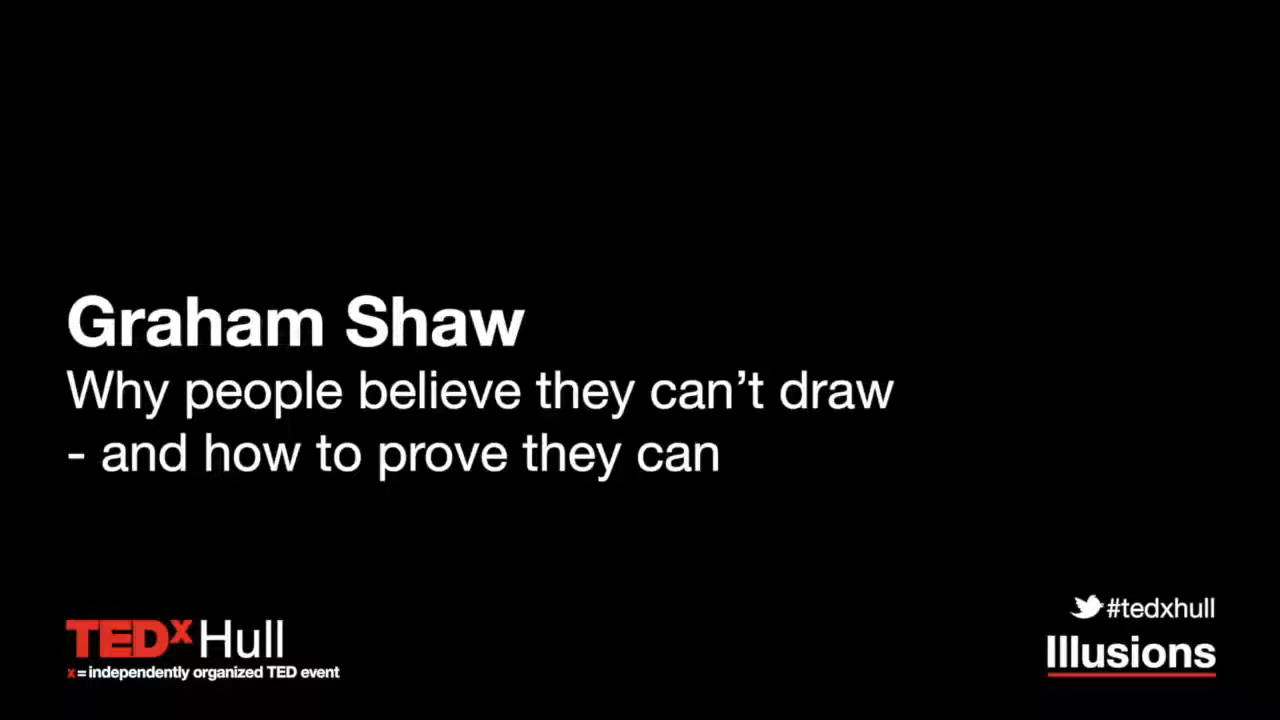 Graham Shaw
Why people believe they can’t draw
- and how to prove they can
TEDx Hull
x = independently organized TED event
#tedxhull
Illusions